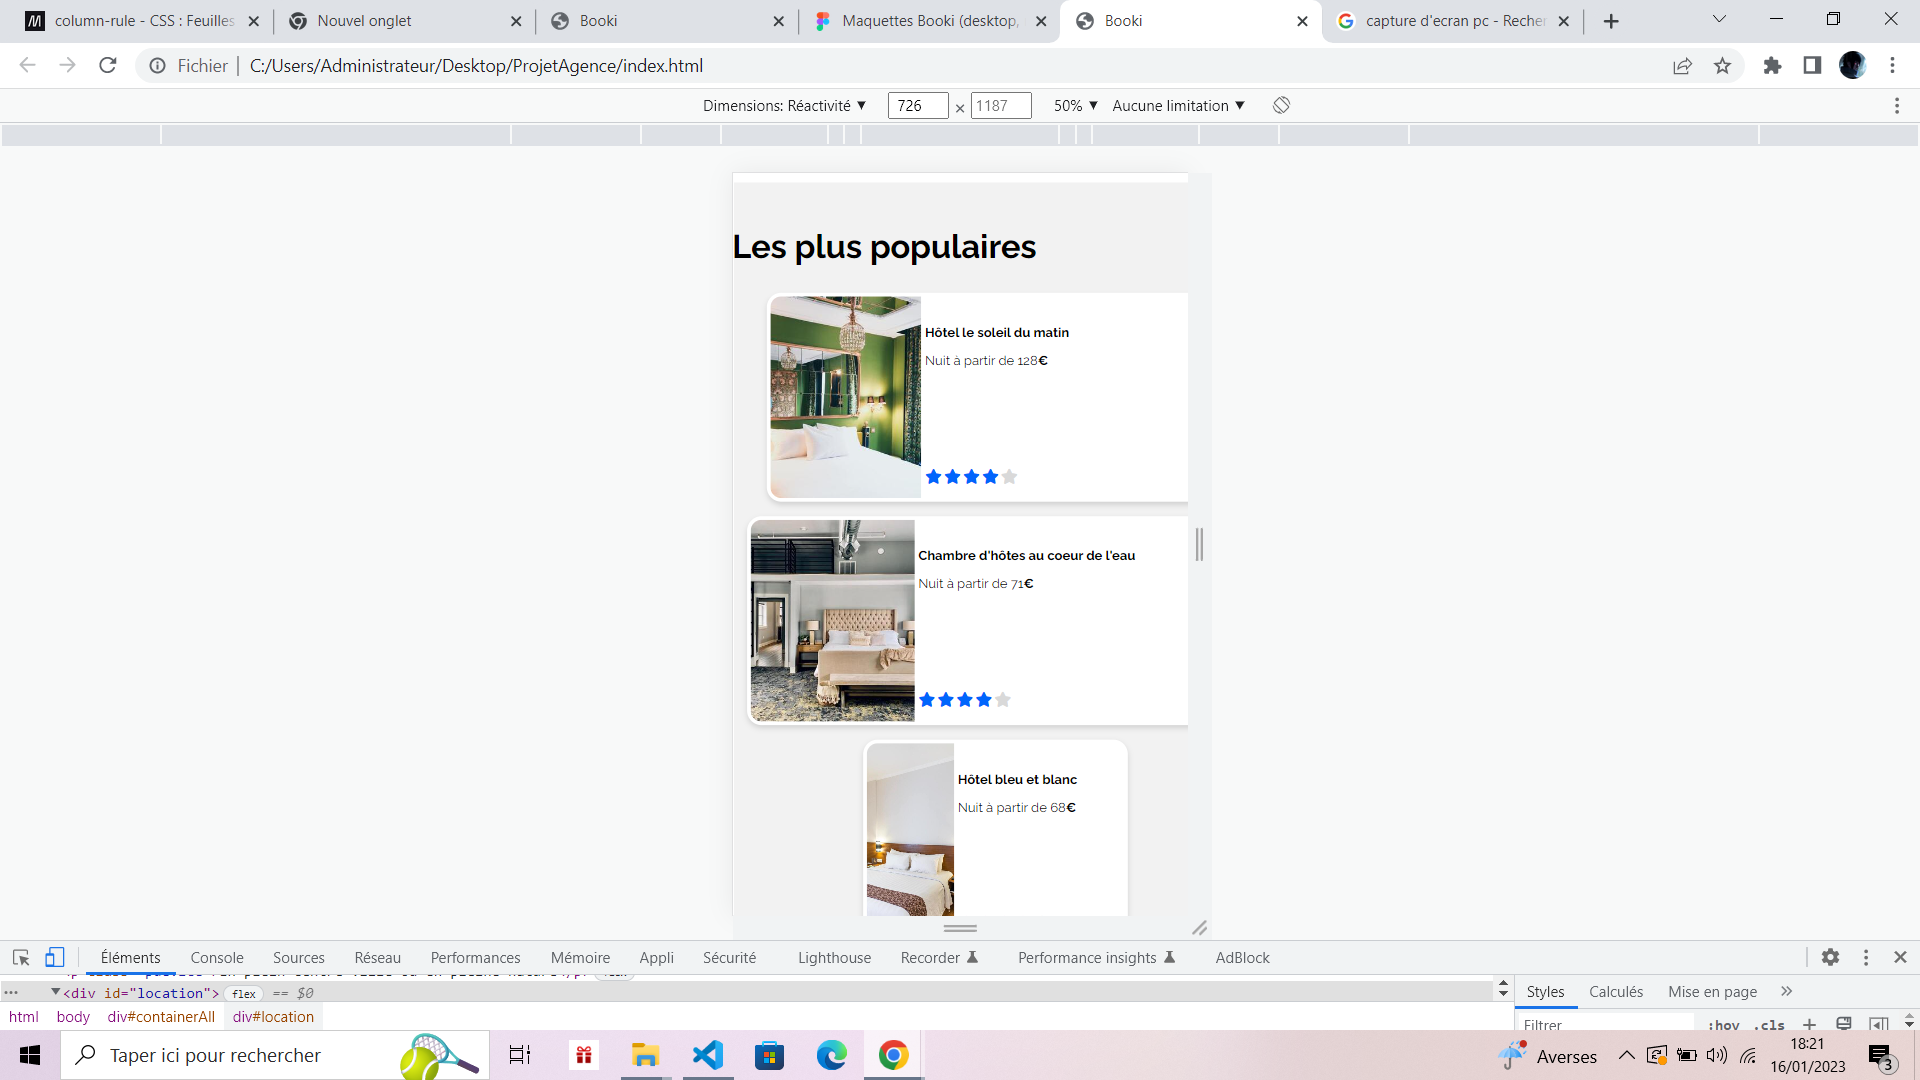 column-rule - CSS : Feuilles
Nouvel onglet
Booki
Maquettes Booki (desktop,
Booki
capture d'ecran pc - Recher
Fichier | C:/Users/Administrateur/Desktop/ProjetAgence/index.html
Dimensions: Réactivité ▼ 726 × 1187 50% ▼ Aucune limitation ▼
Les plus populaires
Hôtel le soleil du matin
Nuit à partir de 128€
Chambre d'hôtes au coeur de l'eau
Nuit à partir de 71€
Hôtel bleu et blanc
Nuit à partir de 68€
Éléments Console Sources Réseau Performances Mémoire Appli Sécurité Lighthouse Recorder Performance insights AdBlock
<div id="location"> flex == $0
html body div#containerAll div#location
Styles Calculés Mise en page »
Filtrer :hov .cls +
Taper ici pour rechercher
Averses
18:21
16/01/2023
3